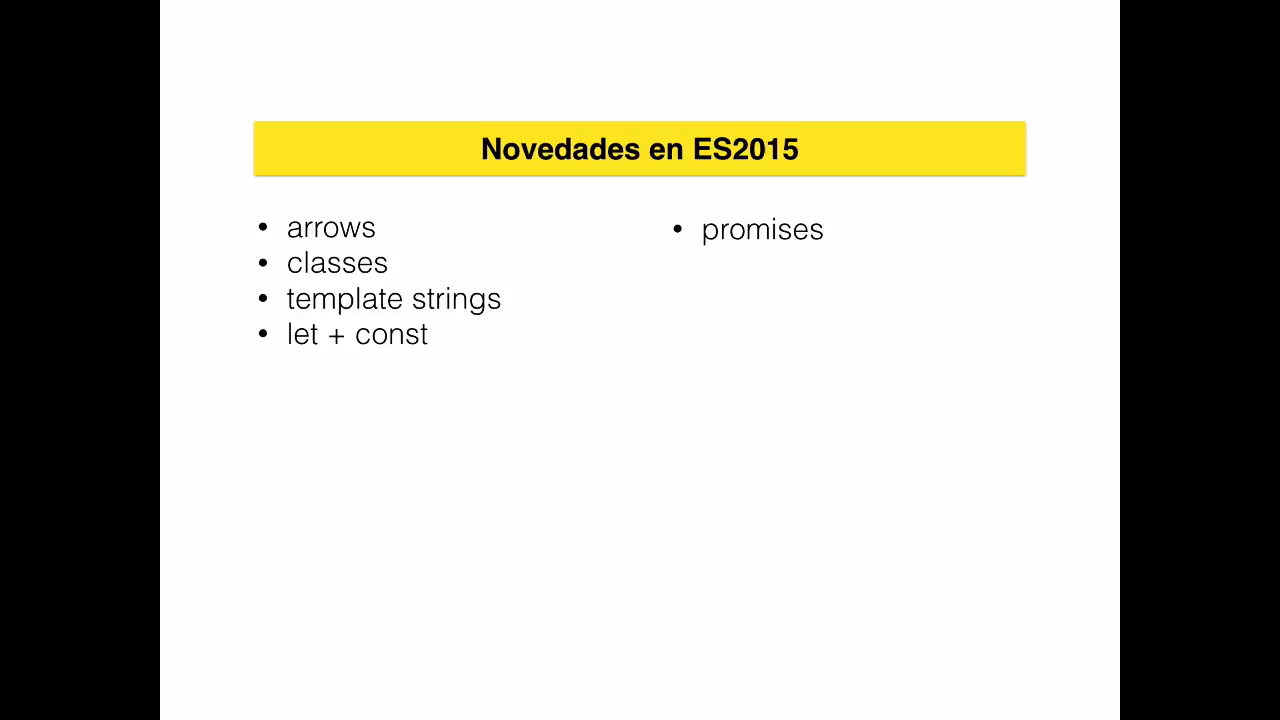 Novedades en ES2015
• arrows
• classes
• template strings
• let + const
• promises